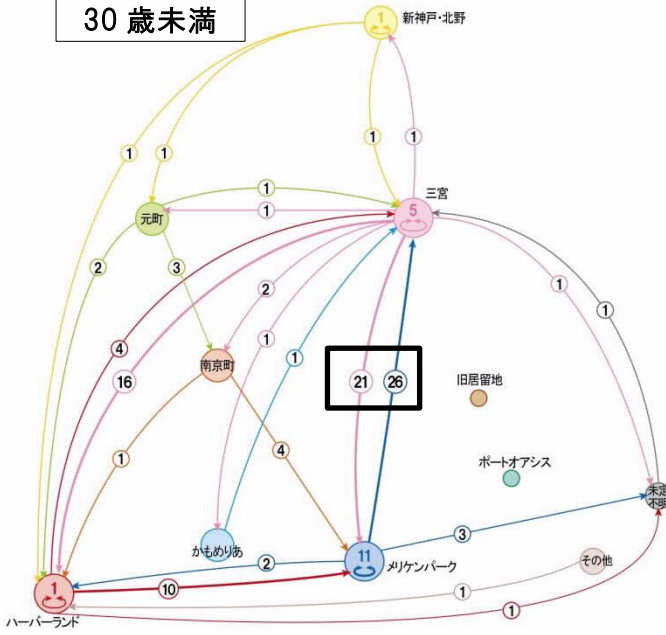 30 歳未満
1
新神戸・北野
1
1
1
1
1
三宮
5
元町
1
2
3
2
1
1
1
4
16
1
南京町
21
26
旧居留地
1
4
ポートオアシス
未定
不明
3
かもめりあ
2
11
メリケンパーク
その他
1
10
1
1
ハーバーランド